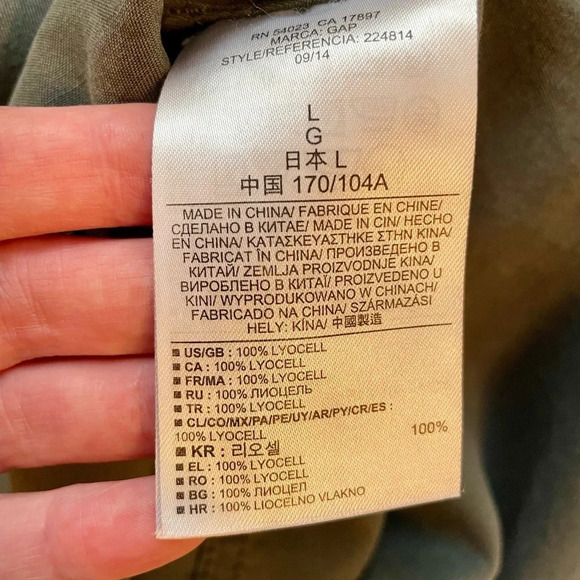 RN 54023 CA 17897
MARCA: GAP
STYLE/REFERENCIA: 224814
09/14
L
G
日本 L
中国 170/104A
MADE IN CHINA/ FABRIQUE EN CHINE/
СДЕЛАНО В КИТАЕ/ MADE IN CIN/ HECHO
EN CHINA/ ΚΑΤΑΣΚΕΥΑΣΤΗΚΕ ΣΤΗΝ ΚΙΝΑ/
FABRICAT ÎN CHINA/ ПРОИЗВЕДЕНО В
КИТАЙ/ ZEMLJA PROIZVODNJE KINA/
ВИРОБЛЕНО В КИТАЇ/ PROIZVEDENO U
KINI/ WYPRODUKOWANO W CHINACH/
FABRICADO NA CHINA/ SZÁRMAZÁSI
HELY: KÍNA/ 中國製造
US/GB : 100% LYOCELL
CA : 100% LYOCELL
FR/MA : 100% LYOCELL
RU : 100% ЛИОЦЕЛЬ
TR : 100% LYOCELL
CL/CO/MX/PA/PE/UY/AR/PY/CR/ES :
100% LYOCELL
KR : 리오셀 100%
EL : 100% LYOCELL
RO : 100% LYOCELL
BG : 100% ЛИОЦЕЛ
HR : 100% LIOCELNO VLAKNO